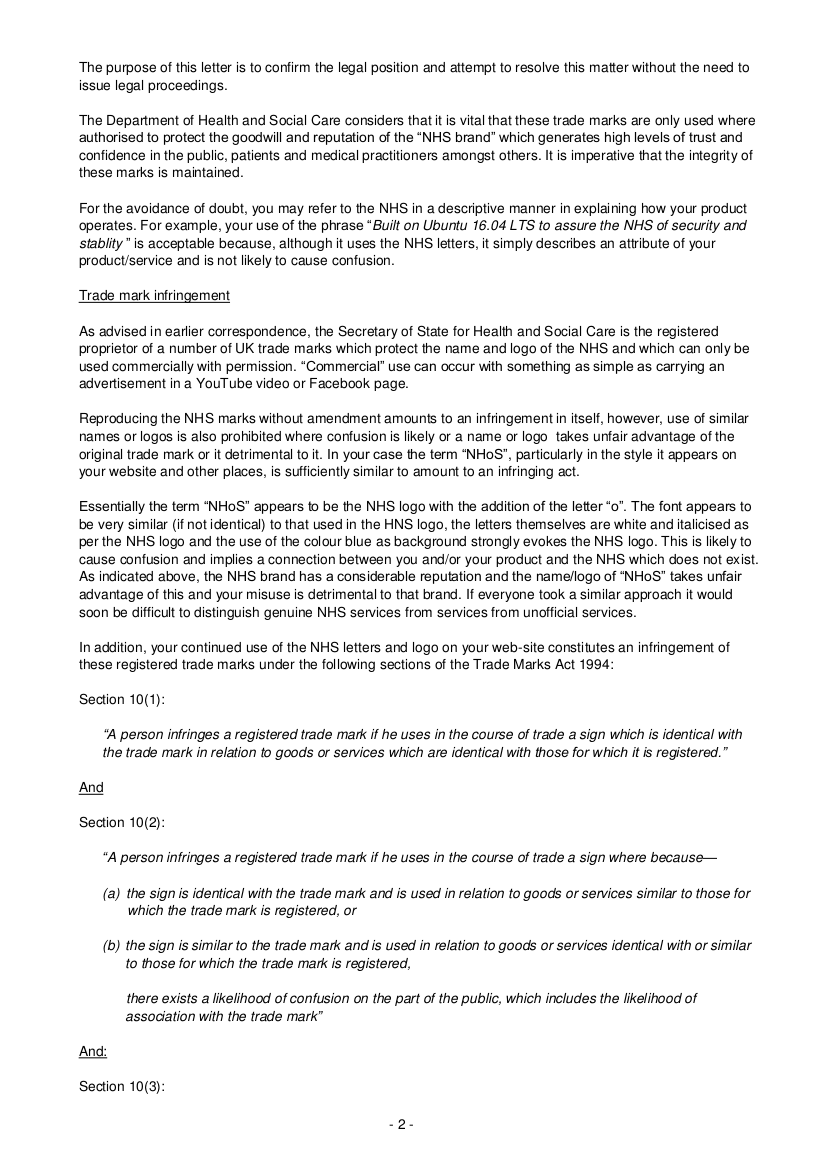 The purpose of this letter is to confirm the legal position and attempt to resolve this matter without the need to
issue legal proceedings.
The Department of Health and Social Care considers that it is vital that these trade marks are only used where
authorised to protect the goodwill and reputation of the “NHS brand” which generates high levels of trust and
confidence in the public, patients and medical practitioners amongst others. It is imperative that the integrity of
these marks is maintained.
For the avoidance of doubt, you may refer to the NHS in a descriptive manner in explaining how your product
operates. For example, your use of the phrase “Built on Ubuntu 16.04 LTS to assure the NHS of security and
stablity ” is acceptable because, although it uses the NHS letters, it simply describes an attribute of your
product/service and is not likely to cause confusion.
Trade mark infringement
As advised in earlier correspondence, the Secretary of State for Health and Social Care is the registered
proprietor of a number of UK trade marks which protect the name and logo of the NHS and which can only be
used commercially with permission. “Commercial” use can occur with something as simple as carrying an
advertisement in a YouTube video or Facebook page.
Reproducing the NHS marks without amendment amounts to an infringement in itself, however, use of similar
names or logos is also prohibited where confusion is likely or a name or logo  takes unfair advantage of the
original trade mark or it detrimental to it. In your case the term “NHoS”, particularly in the style it appears on
your website and other places, is sufficiently similar to amount to an infringing act.
Essentially the term “NHoS” appears to be the NHS logo with the addition of the letter “o”. The font appears to
be very similar (if not identical) to that used in the HNS logo, the letters themselves are white and italicised as
per the NHS logo and the use of the colour blue as background strongly evokes the NHS logo. This is likely to
cause confusion and implies a connection between you and/or your product and the NHS which does not exist.
As indicated above, the NHS brand has a considerable reputation and the name/logo of “NHoS” takes unfair
advantage of this and your misuse is detrimental to that brand. If everyone took a similar approach it would
soon be difficult to distinguish genuine NHS services from services from unofficial services.
In addition, your continued use of the NHS letters and logo on your web-site constitutes an infringement of
these registered trade marks under the following sections of the Trade Marks Act 1994:
Section 10(1):
“A person infringes a registered trade mark if he uses in the course of trade a sign which is identical with
the trade mark in relation to goods or services which are identical with those for which it is registered.”
And
Section 10(2):
“A person infringes a registered trade mark if he uses in the course of trade a sign where because—
(a) the sign is identical with the trade mark and is used in relation to goods or services similar to those for
which the trade mark is registered, or
(b) the sign is similar to the trade mark and is used in relation to goods or services identical with or similar
to those for which the trade mark is registered,
there exists a likelihood of confusion on the part of the public, which includes the likelihood of
association with the trade mark”
And:
Section 10(3):
- 2 -